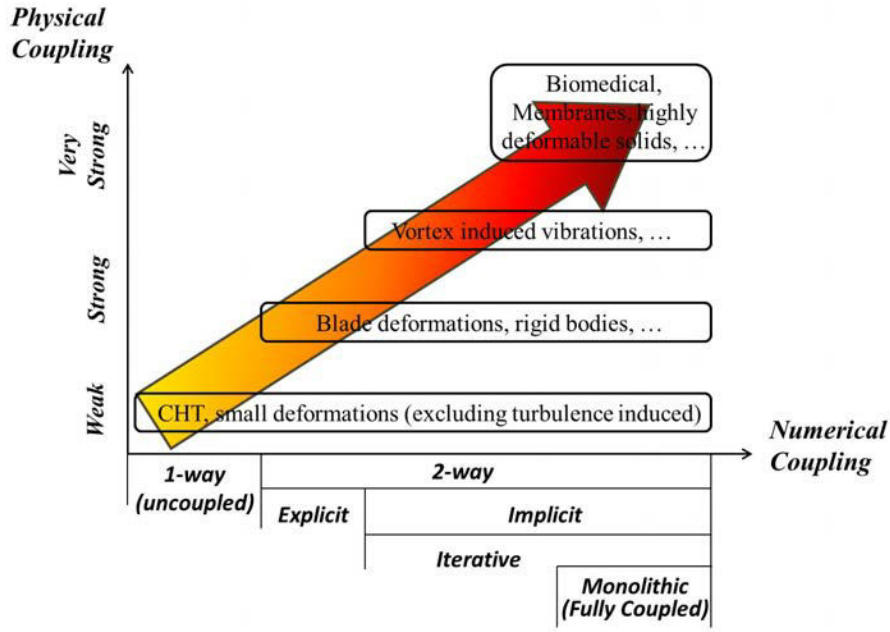 Physical
Coupling
Very
Strong
Strong
Weak
Biomedical,
Membranes, highly
deformable solids, …
Vortex induced vibrations, …
Blade deformations, rigid bodies, …
CHT, small deformations (excluding turbulence induced)
Numerical
Coupling
1-way
(uncoupled)
2-way
Explicit
Implicit
Iterative
Monolithic
(Fully Coupled)